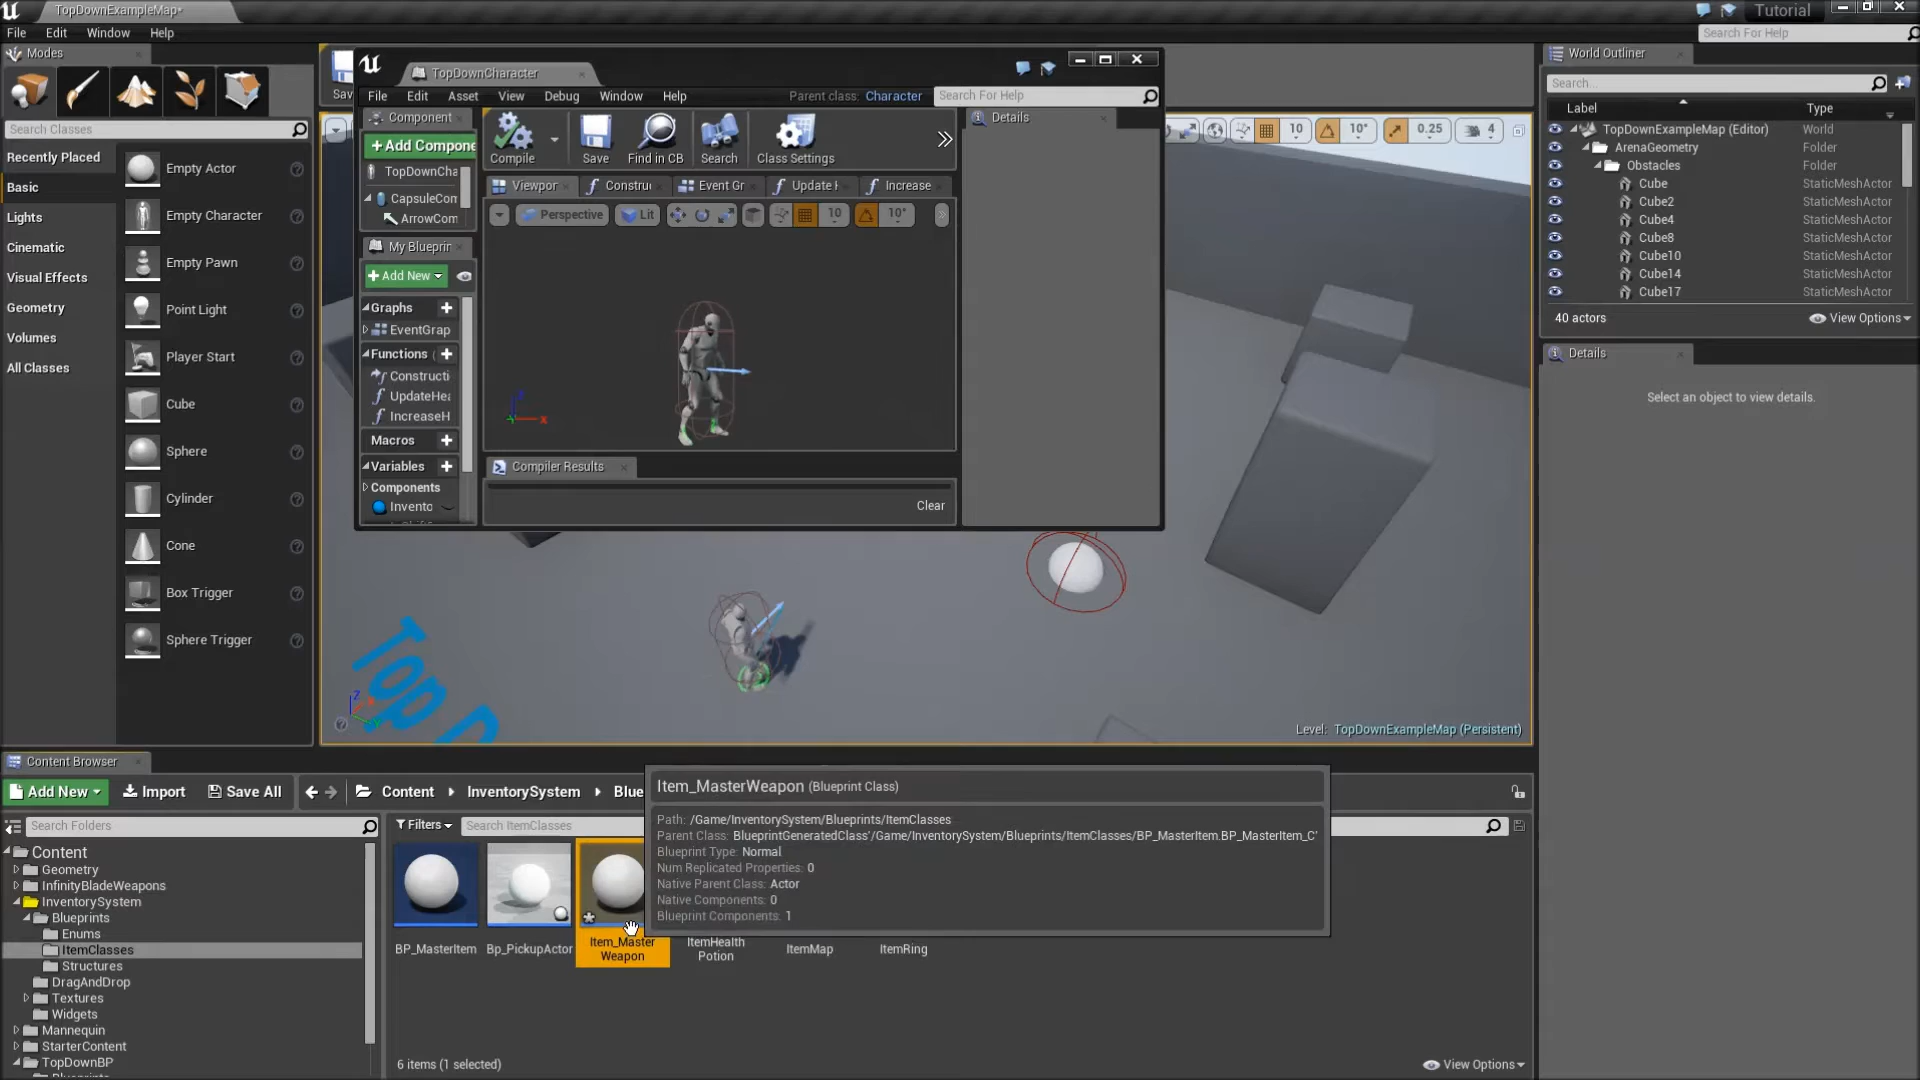 TopDownExampleMap*
Tutorial
File Edit Window Help
Search For Help
Modes
Search Classes
Recently Placed
Basic
Lights
Cinematic
Visual Effects
Geometry
Volumes
All Classes
Empty Actor
Empty Character
Empty Pawn
Point Light
Player Start
Cube
Sphere
Cylinder
Cone
Box Trigger
Sphere Trigger
Sav
TopDownCharacter
File Edit Asset View Debug Window Help
Parent class: Character
Search For Help
Component
+Add Compone
TopDownCha
CapsuleCom
ArrowCom
My Blueprin
+Add New
Graphs
EventGrap
Functions
Constructi
UpdateHea
IncreaseH
Macros
Variables
Components
Invento
Compile
Save
Find in CB
Search
Class Settings
Viewpor
Constru
Event Gr
Update H
Increase
Perspective
Lit
10
10°
Compiler Results
Clear
Details
10
10°
0.25
4
Top D
Level: TopDownExampleMap (Persistent)
World Outliner
Search...
Label Type
TopDownExampleMap (Editor) World
ArenaGeometry Folder
Obstacles Folder
Cube StaticMeshActor
Cube2 StaticMeshActor
Cube4 StaticMeshActor
Cube8 StaticMeshActor
Cube10 StaticMeshActor
Cube14 StaticMeshActor
Cube17 StaticMeshActor
40 actors
View Options
Details
Select an object to view details.
Content Browser
Add New
Import
Save All
Content
InventorySystem
Blue
Search Folders
Filters
Search ItemClasses
Content
Geometry
InfinityBladeWeapons
InventorySystem
Blueprints
Enums
ItemClasses
Structures
DragAndDrop
Textures
Widgets
Mannequin
StarterContent
TopDownBP
BP_MasterItem
Bp_PickupActor
Item_Master
Weapon
ItemHealth
Potion
ItemMap
ItemRing
Item_MasterWeapon (Blueprint Class)
Path: /Game/InventorySystem/Blueprints/ItemClasses
Parent Class: BlueprintGeneratedClass'/Game/InventorySystem/Blueprints/ItemClasses/BP_MasterItem.BP_MasterItem_C'
Blueprint Type: Normal
Num Replicated Properties: 0
Native Parent Class: Actor
Native Components: 0
Blueprint Components: 1
6 items (1 selected)
View Options